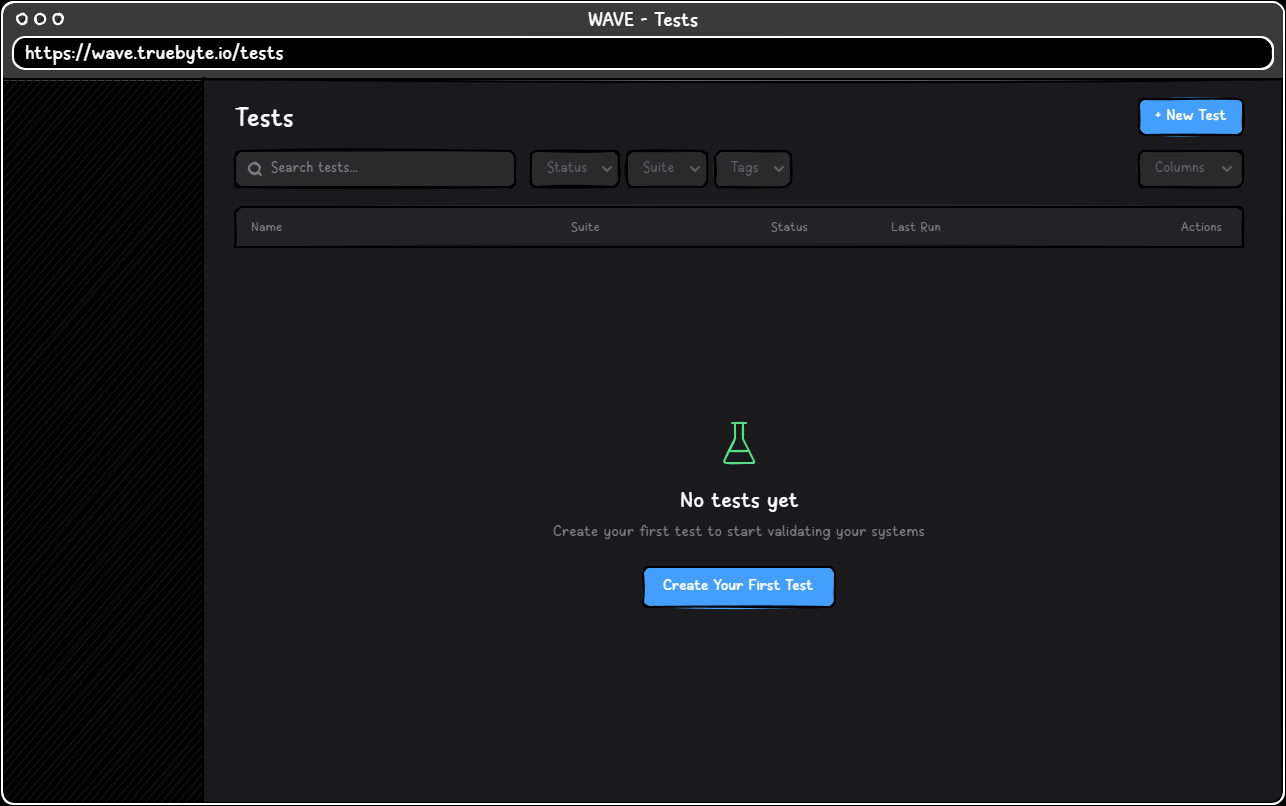 WAVE - Tests
https://wave.truebyte.io/tests
Tests
+ New Test
Search tests...
Status
Suite
Tags
Columns
Name Suite Status Last Run Actions
No tests yet
Create your first test to start validating your systems
Create Your First Test